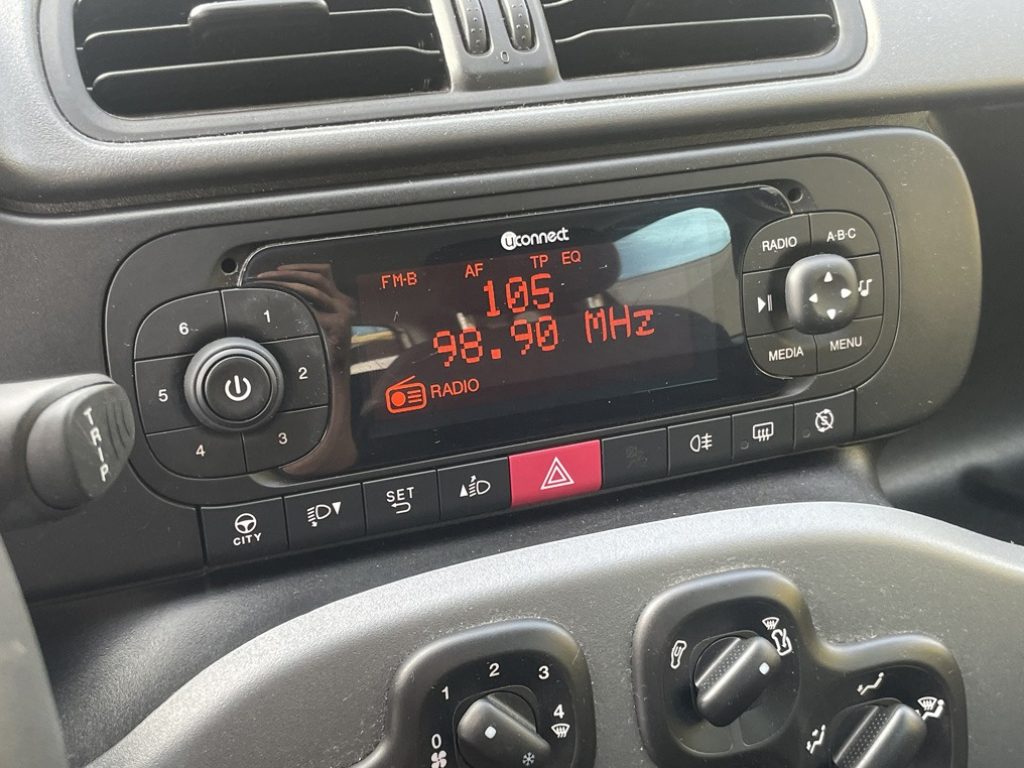 uconnect
FM-B AF TP EQ
105
98.90 MHz
RADIO
6 1
5 2
4 3
RADIO A·B·C
MEDIA MENU
TRIP
CITY
SET
0
0 1 2 3 4